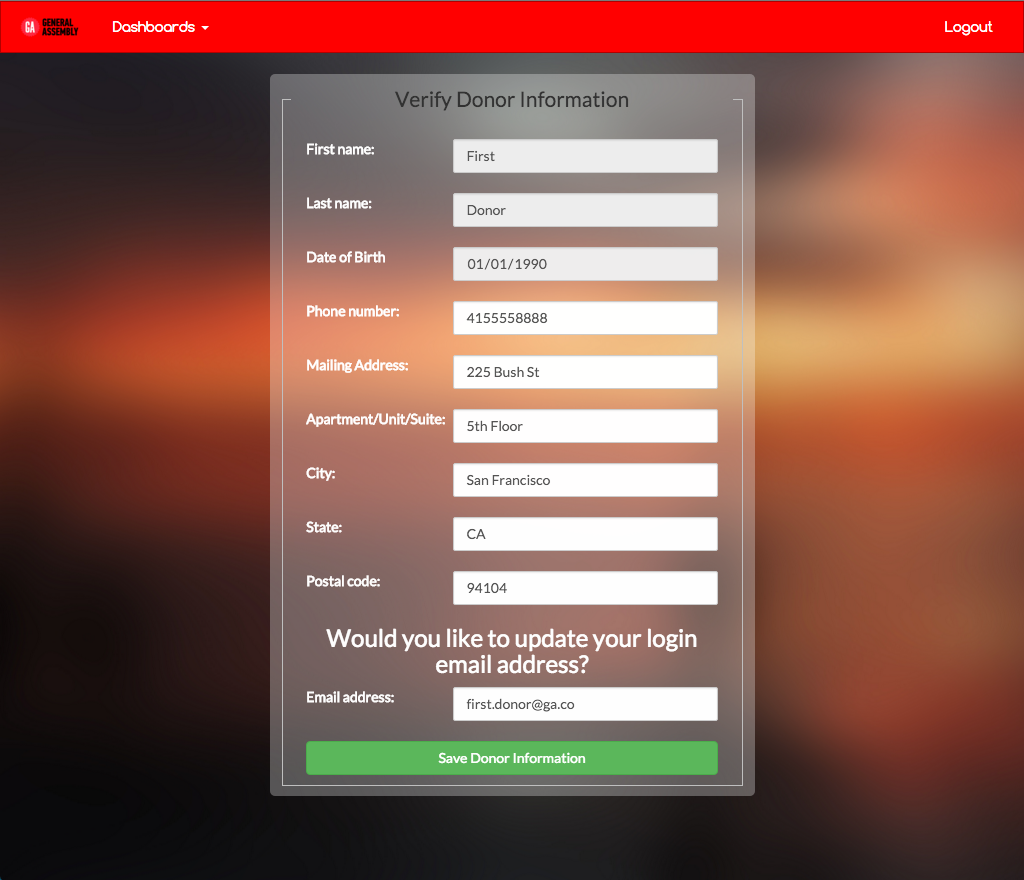 GA GENERAL ASSEMBLY Dashboards Logout
Verify Donor Information
First name: First
Last name: Donor
Date of Birth 01/01/1990
Phone number: 4155558888
Mailing Address: 225 Bush St
Apartment/Unit/Suite: 5th Floor
City: San Francisco
State: CA
Postal code: 94104
Would you like to update your login
email address?
Email address: first.donor@ga.co
Save Donor Information